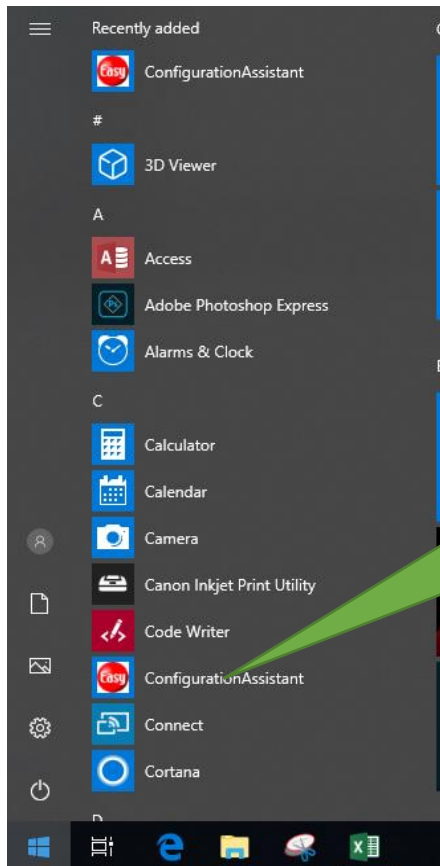 Recently added
Easy ConfigurationAssistant
#
3D Viewer
A
A Access
Ps Adobe Photoshop Express
Alarms & Clock
C
Calculator
Calendar
Camera
Canon Inkjet Print Utility
Code Writer
Easy ConfigurationAssistant
Connect
Cortana